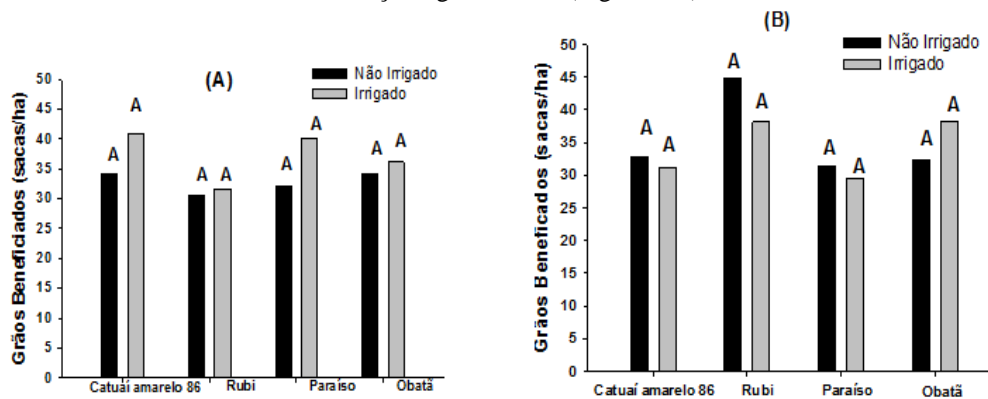 (A)
Não Irrigado
Irrigado
Grãos Beneficiados (sacas/ha)
50
45
40
35
30
25
20
15
10
5
0
A A A A A A A A
Catuaí amarelo 86 Rubi Paraíso Obatã
(B)
Não Irrigado
Irrigado
Grãos Beneficados (sacas/ha)
50
45
40
35
30
25
20
15
10
5
0
A A A A A A A A
Catuaí amarelo 86 Rubi Paraíso Obatã